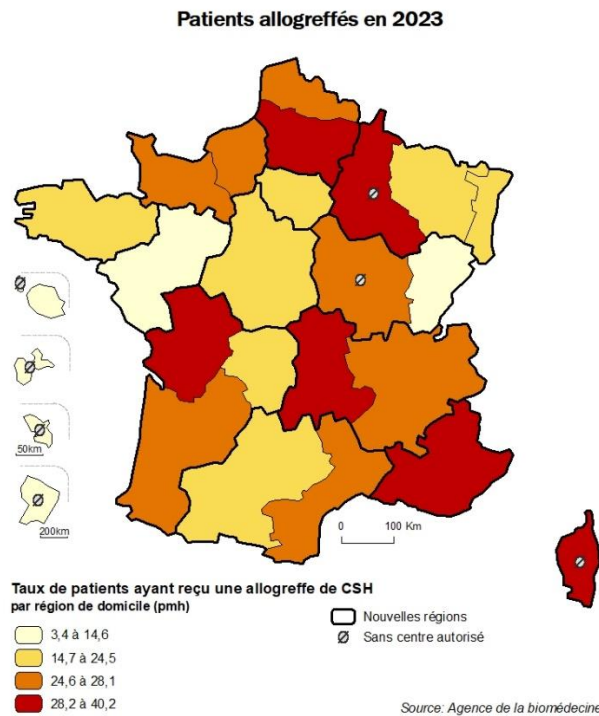 Patients allogreffés en 2023
50km
200km
0 100 Km
Taux de patients ayant reçu une allogreffe de CSH
par région de domicile (pmh)
3,4 à 14,6
14,7 à 24,5
24,6 à 28,1
28,2 à 40,2
Nouvelles régions
Sans centre autorisé
Source: Agence de la biomédecine